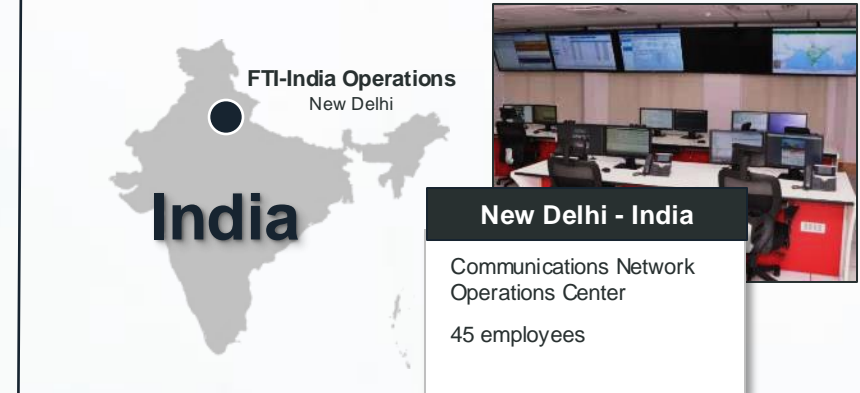 FTI-India Operations
New Delhi
India
New Delhi - India
Communications Network
Operations Center
45 employees